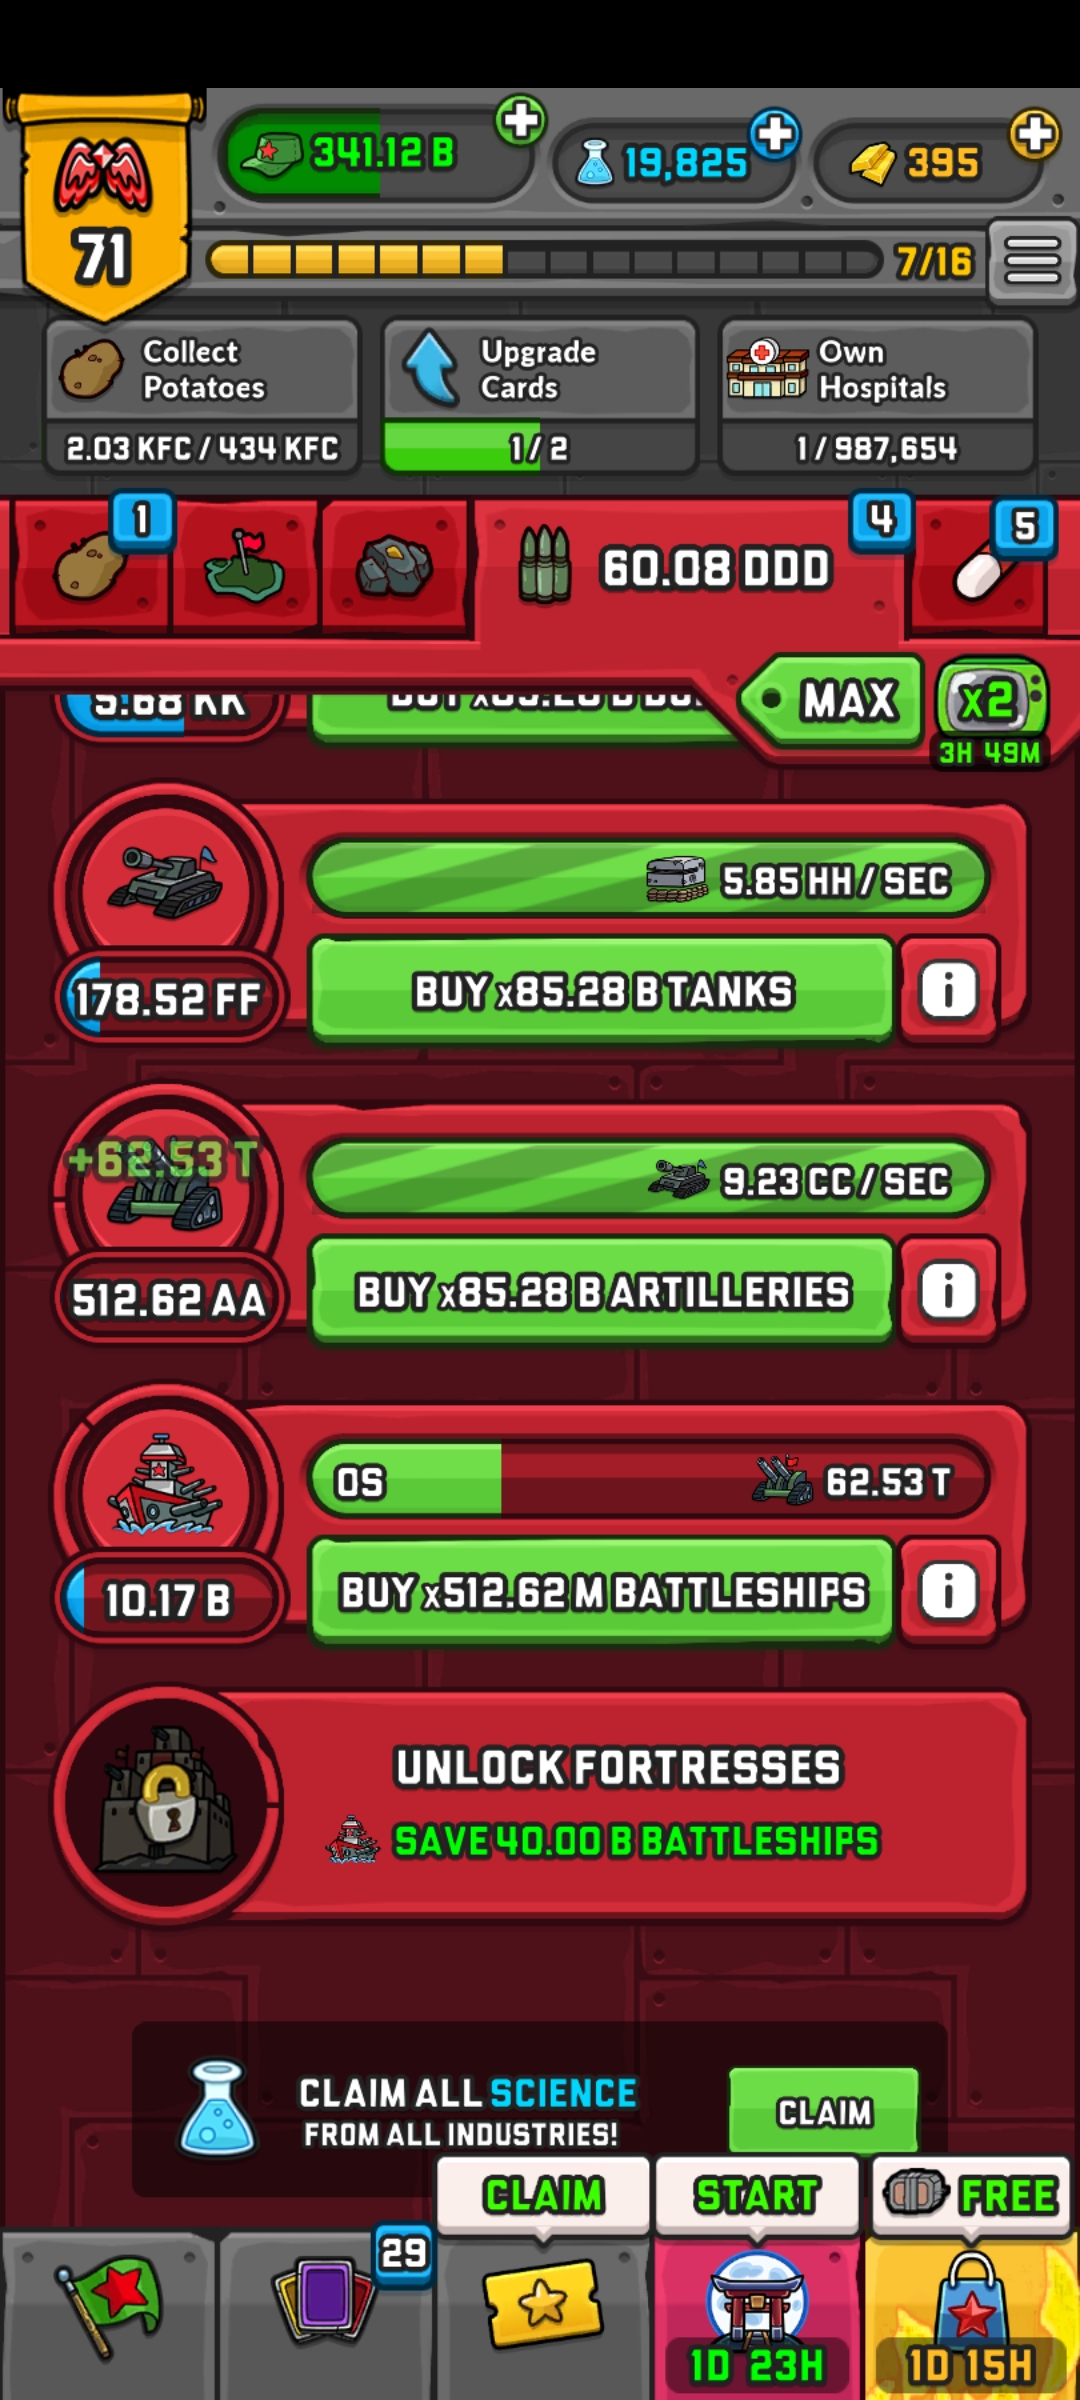 341.12 B
19,825
395
71
7/16
Collect
Potatoes
2.03 KFC / 434 KFC
Upgrade
Cards
1 / 2
Own
Hospitals
1 / 987,654
1
60.08 DDD
4
5
MAX
x2
3H 49M
5.68 KK
5.85 HH / SEC
178.52 FF
BUY x85.28 B TANKS
i
+62.53 T
9.23 CC / SEC
512.62 AA
BUY x85.28 B ARTILLERIES
i
0S
62.53 T
10.17 B
BUY x512.62 M BATTLESHIPS
i
UNLOCK FORTRESSES
SAVE 40.00 B BATTLESHIPS
CLAIM ALL SCIENCE
FROM ALL INDUSTRIES!
CLAIM
CLAIM
START
FREE
29
1D 23H
1D 15H